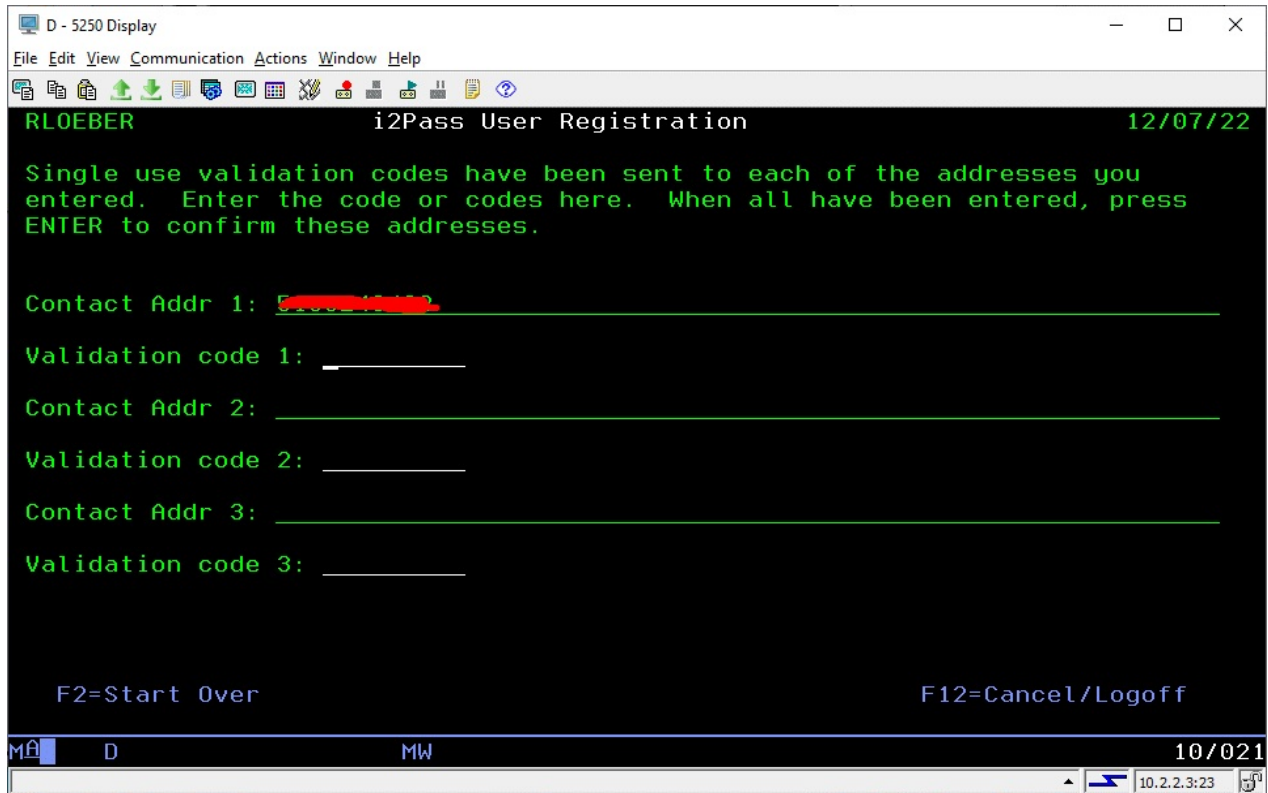 D - 5250 Display
File Edit View Communication Actions Window Help
RLOEBER i2Pass User Registration 12/07/22
Single use validation codes have been sent to each of the addresses you
entered. Enter the code or codes here. When all have been entered, press
ENTER to confirm these addresses.
Contact Addr 1:
Validation code 1:
Contact Addr 2:
Validation code 2:
Contact Addr 3:
Validation code 3:
F2=Start Over F12=Cancel/Logoff
MA D MW 10/021
10.2.2.3:23